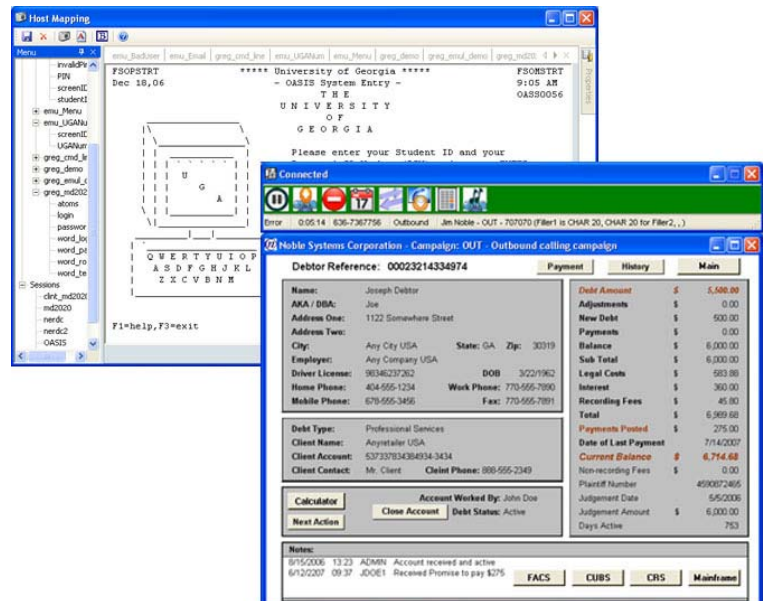 Host Mapping
Menu
emu_BadUser emu_Email greg_cmd_line emu_UGANum emu_Menu greg_demo greg_emul_demo greg_md202
Properties
invalidPin
PIN
screenID
studentI
emu_Menu
emu_UGANu
screenID
UGANum
greg_cmd_lin
greg_demo
greg_emul_d
greg_md202
atoms
login
passwor
word_log
word_pa
word_ro
word_te
Sessions
clint_md2020
md2020
nerdc
nerdc2
OASIS
FSOPSTRT ***** University of Georgia ***** FSOMSTRT
Dec 18,06 - OASIS System Entry - 9:05 AM
T H E OASS0056
U N I V E R S I T Y
O F
G E O R G I A
Please enter your Student ID and your
U
G
A
Q W E R T Y U I O P
A S D F G H J K L
Z X C V B N M
F1=help,F3=exit
Connected
Error 0:05:14 636-7367756 Outbound Jim Noble - OUT - 707070 (Filler1 is CHAR 20, CHAR 20 for Filler2, , )
Noble Systems Corporation - Campaign: OUT - Outbound calling campaign
Debtor Reference: 00023214334974 Payment History Main
Name: Joseph Debtor
AKA / DBA: Joe
Address One: 1122 Somewhere Street
Address Two:
City: Any City USA State: GA Zip: 30319
Employer: Any Company USA
Driver License: 98346237262 DOB 3/22/1962
Home Phone: 404-555-1234 Work Phone: 770-555-7890
Mobile Phone: 678-555-3456 Fax: 770-555-7891
Debt Type: Professional Services
Client Name: Anyretailer USA
Client Account: 537337834384934-3434
Client Contact: Mr. Client Cleint Phone: 888-555-2349
Calculator Account Worked By: John Doe
Close Account Debt Status: Active
Next Action
Debt Amount $ 5,500.00
Adjustments $ 0.00
New Debt $ 500.00
Payments $ 0.00
Balance $ 6,000.00
Sub Total $ 6,000.00
Legal Costs $ 583.88
Interest $ 360.00
Recording Fees $ 45.80
Total $ 6,989.68
Payments Posted $ 275.00
Date of Last Payment 7/14/2007
Current Balance $ 6,714.68
Non-recording Fees $ 0.00
Plaintiff Number 4590872465
Judgement Date 5/5/2006
Judgement Amount $ 6,000.00
Days Active 753
Notes:
8/15/2006 13:23 ADMIN Account received and active
6/12/2207 09:37 JDOE1 Received Promise to pay $275
FACS CUBS CRS Mainframe